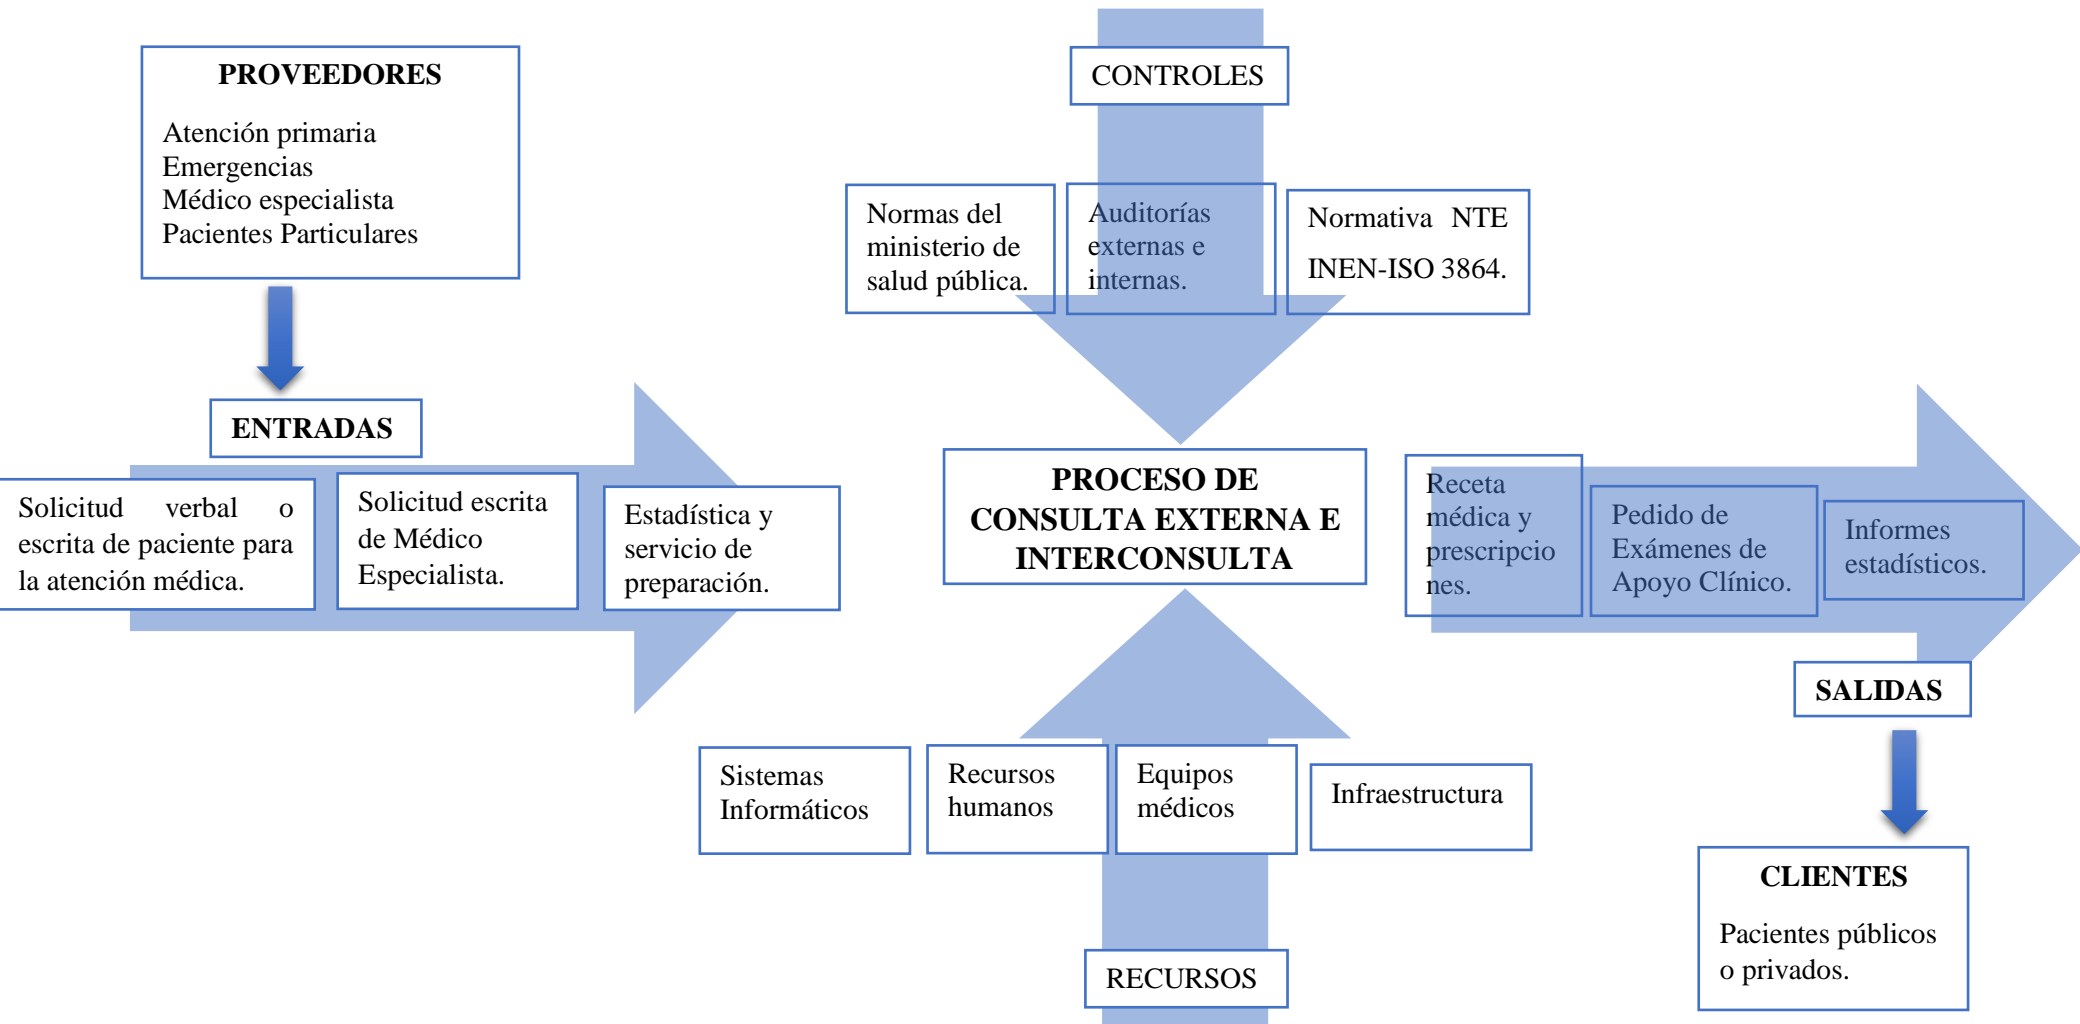 PROVEEDORES
Atención primaria
Emergencias
Médico especialista
Pacientes Particulares
CONTROLES
Normas del
ministerio de
salud pública.
Auditorías
externas e
internas.
Normativa NTE
INEN-ISO 3864.
ENTRADAS
Solicitud verbal o
escrita de paciente para
la atención médica.
Solicitud escrita
de Médico
Especialista.
Estadística y
servicio de
preparación.
PROCESO DE
CONSULTA EXTERNA E
INTERCONSULTA
Receta
médica y
prescripcio
nes.
Pedido de
Exámenes de
Apoyo Clínico.
Informes
estadísticos.
SALIDAS
Sistemas
Informáticos
Recursos
humanos
Equipos
médicos
Infraestructura
RECURSOS
CLIENTES
Pacientes públicos
o privados.